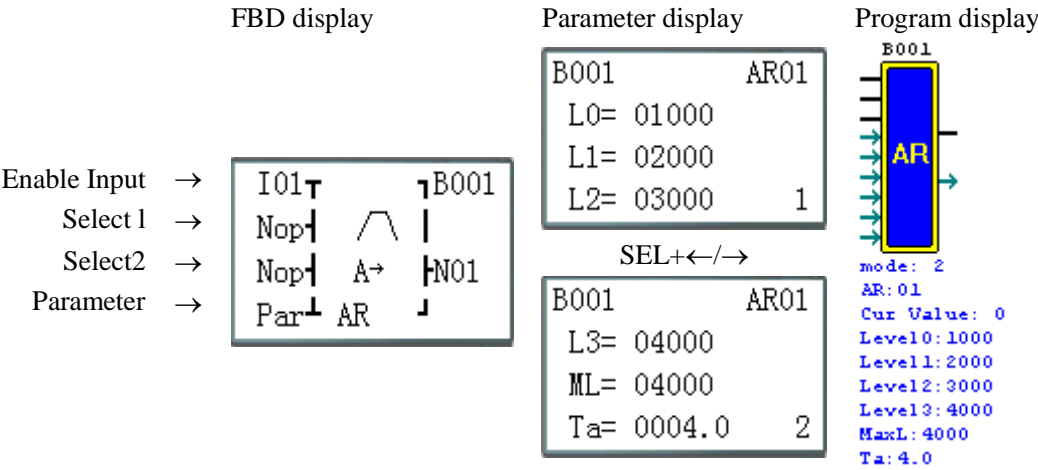 FBD display
Parameter display
Program display
Enable Input →
Select 1 →
Select2 →
Parameter →
I01 B001
Nop
Nop A→ N01
Par AR
B001 AR01
L0= 01000
L1= 02000
L2= 03000 1
SEL+←/→
B001 AR01
L3= 04000
ML= 04000
Ta= 0004.0 2
B001
AR
mode: 2
AR:01
Cur Value: 0
Level0:1000
Level1:2000
Level2:3000
Level3:4000
MaxL:4000
Ta:4.0